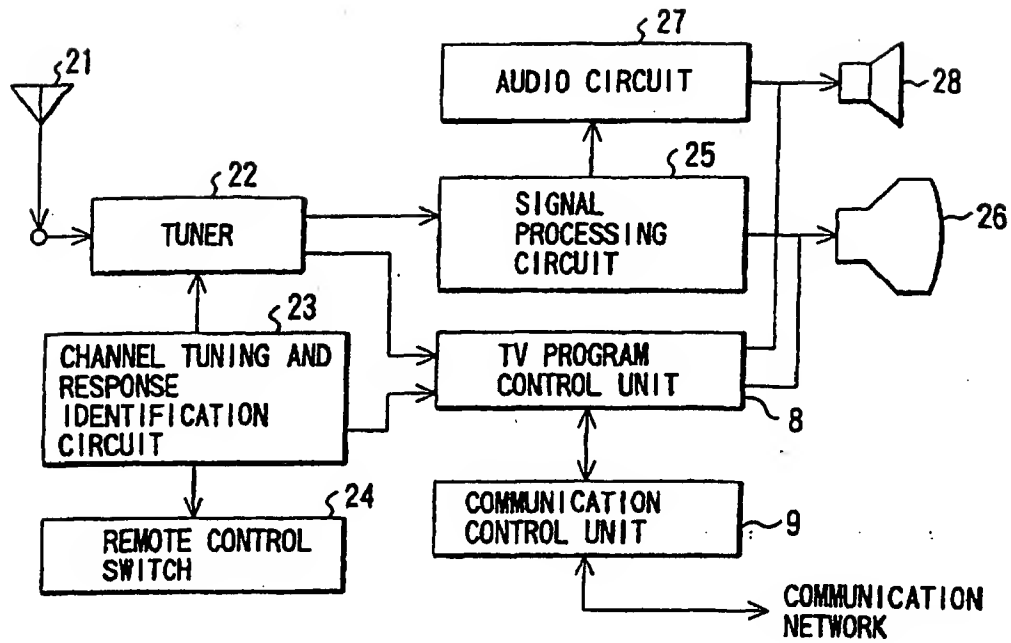 27
AUDIO CIRCUIT
28
21
25
SIGNAL
PROCESSING
CIRCUIT
26
22
TUNER
23
CHANNEL TUNING AND
RESPONSE
IDENTIFICATION
CIRCUIT
TV PROGRAM
CONTROL UNIT
8
24
REMOTE CONTROL
SWITCH
COMMUNICATION
CONTROL UNIT
9
COMMUNICATION
NETWORK